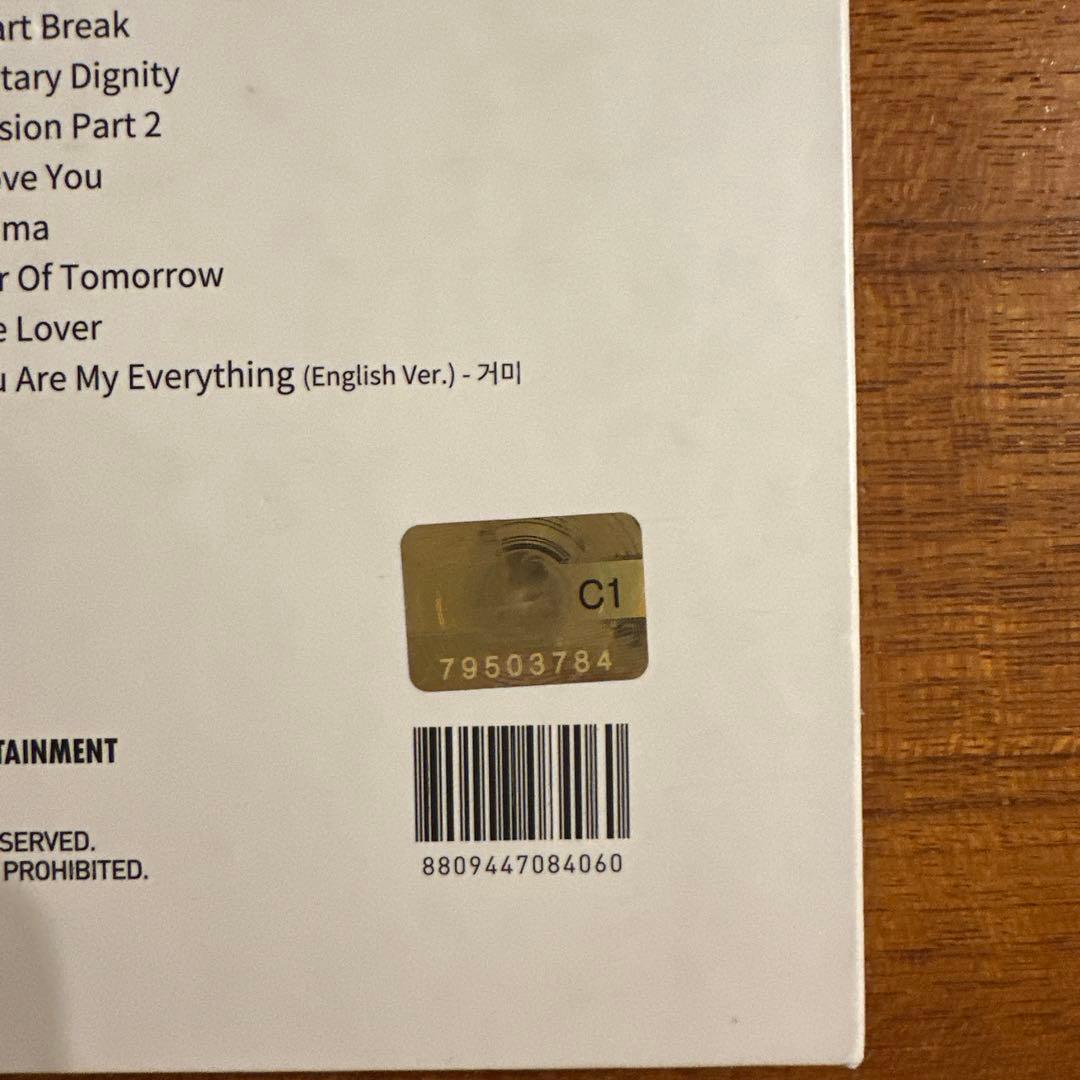 art Break
tary Dignity
sion Part 2
ove You
ma
r Of Tomorrow
e Lover
u Are My Everything (English Ver.) - 거미
C1
79503784
TAINMENT
SERVED.
PROHIBITED.
8809447084060